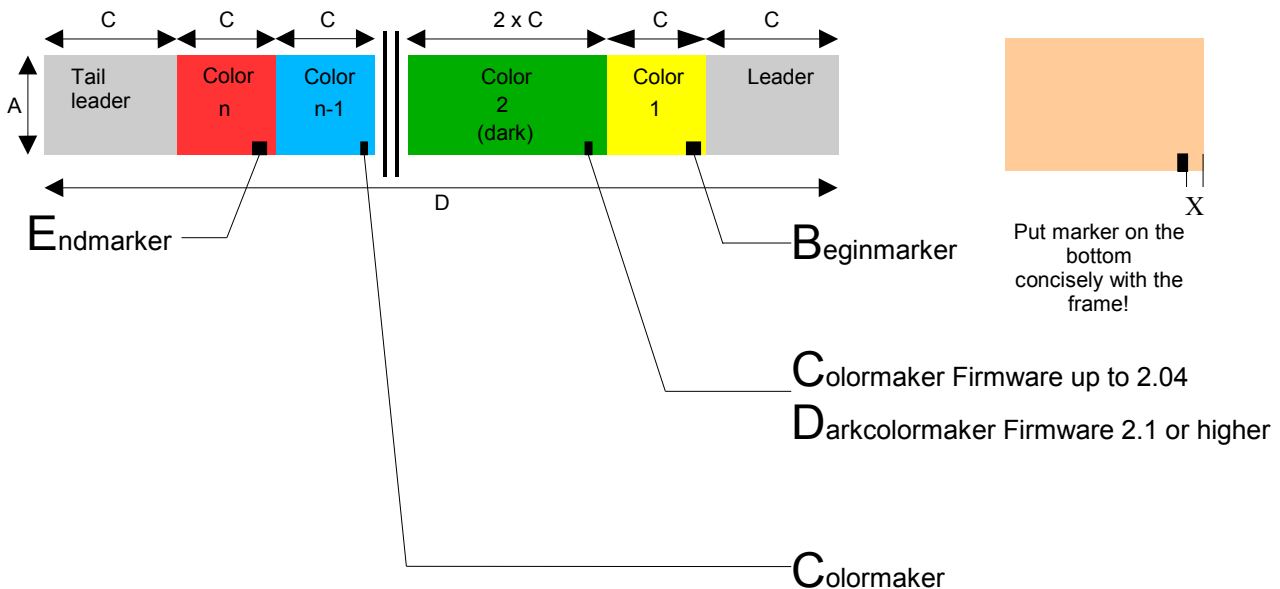 C
C
C
2 x C
C
C
A
Tail
leader
Color
n
Color
n-1
Color
2
(dark)
Color
1
Leader
D
X
Endmarker
Beginmarker
Put marker on the
bottom
concisely with the
frame!
Colormaker Firmware up to 2.04
Darkcolormaker Firmware 2.1 or higher
Colormaker